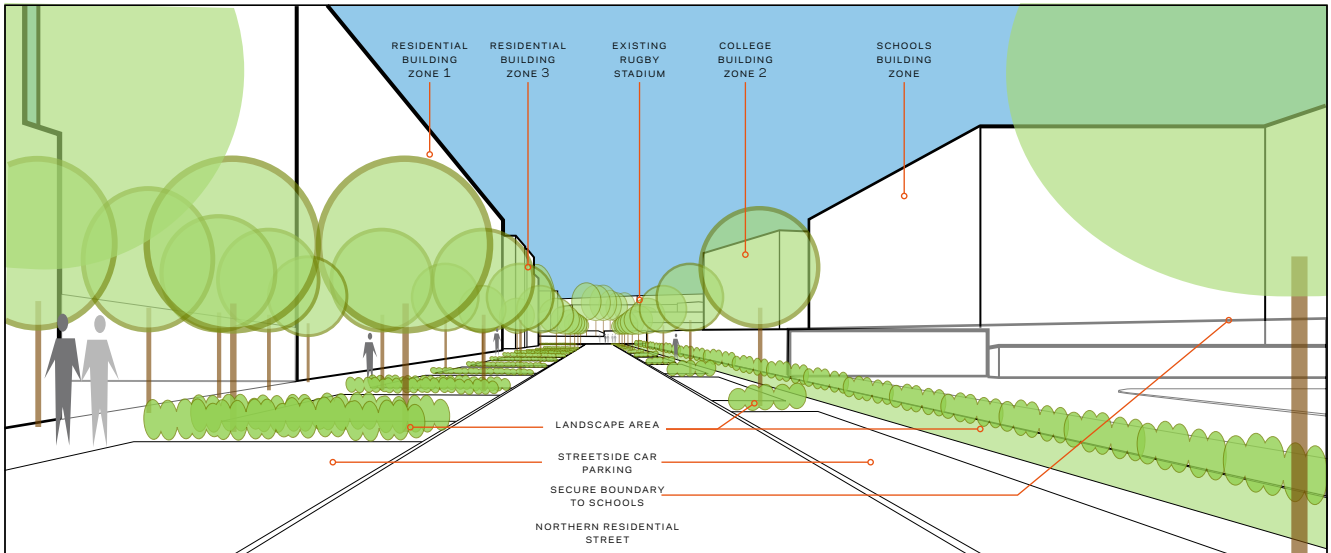 RESIDENTIAL
BUILDING
ZONE 1
RESIDENTIAL
BUILDING
ZONE 3
EXISTING
RUGBY
STADIUM
COLLEGE
BUILDING
ZONE 2
SCHOOLS
BUILDING
ZONE
LANDSCAPE AREA
STREETSIDE CAR
PARKING
SECURE BOUNDARY
TO SCHOOLS
NORTHERN RESIDENTIAL
STREET